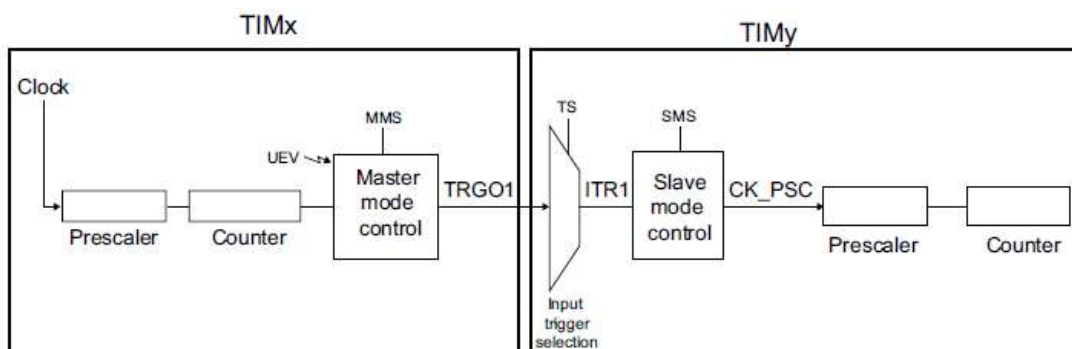 TIMx
TIMy
Clock
MMS
TS
SMS
UEV
Master
mode
control
TRGO1
ITR1
Slave
mode
control
CK_PSC
Prescaler
Counter
Prescaler
Counter
Input
trigger
selection